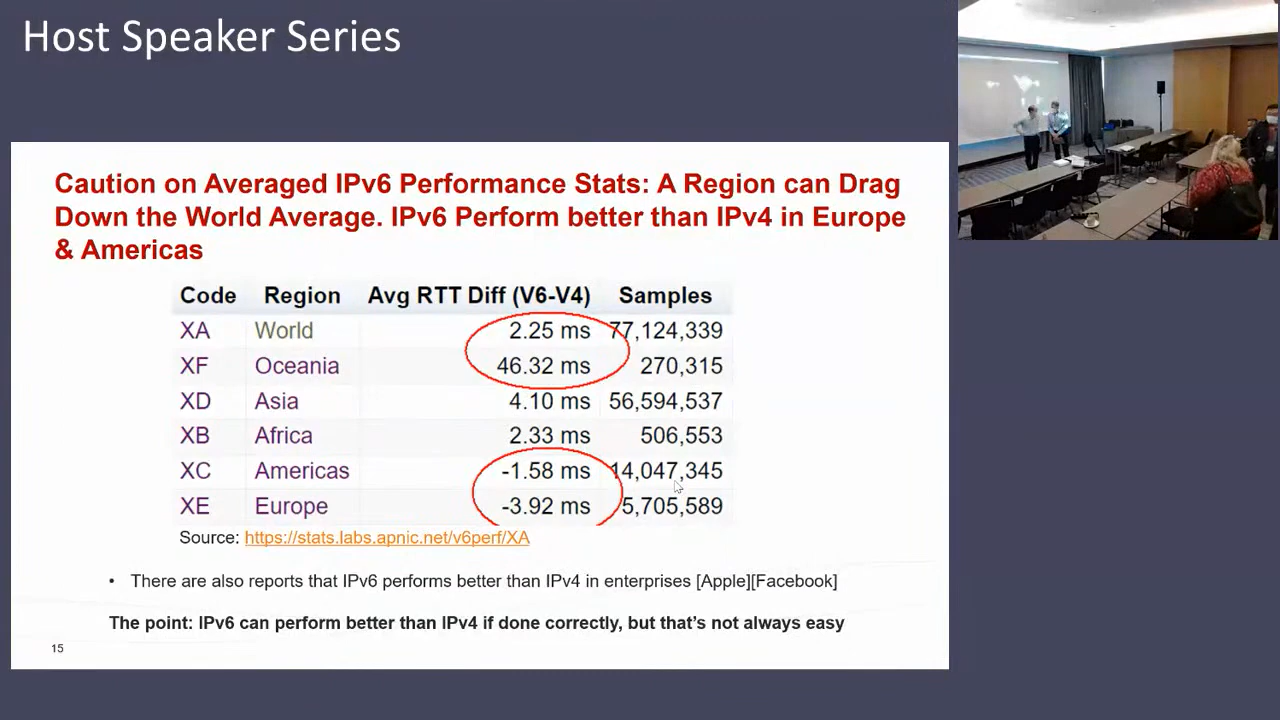 Host Speaker Series
Caution on Averaged IPv6 Performance Stats: A Region can Drag
Down the World Average. IPv6 Perform better than IPv4 in Europe
& Americas
Code Region Avg RTT Diff (V6-V4) Samples
XA World 2.25 ms 77,124,339
XF Oceania 46.32 ms 270,315
XD Asia 4.10 ms 56,594,537
XB Africa 2.33 ms 506,553
XC Americas -1.58 ms 14,047,345
XE Europe -3.92 ms 5,705,589
Source: https://stats.labs.apnic.net/v6perf/XA
• There are also reports that IPv6 performs better than IPv4 in enterprises [Apple][Facebook]
The point: IPv6 can perform better than IPv4 if done correctly, but that's not always easy
15